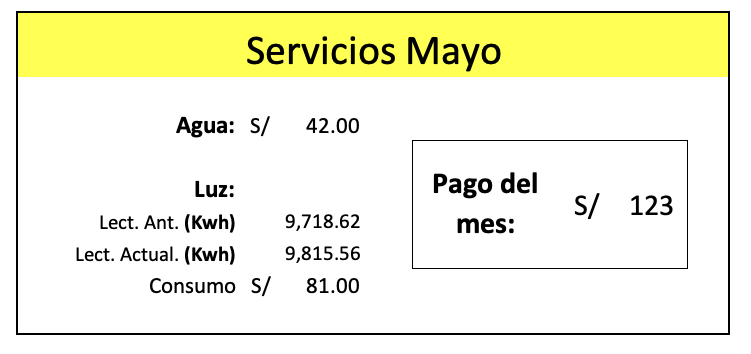 Servicios Mayo
Agua: S/ 42.00
Luz:
Lect. Ant. (Kwh) 9,718.62
Lect. Actual. (Kwh) 9,815.56
Consumo S/ 81.00
Pago del
mes: S/ 123